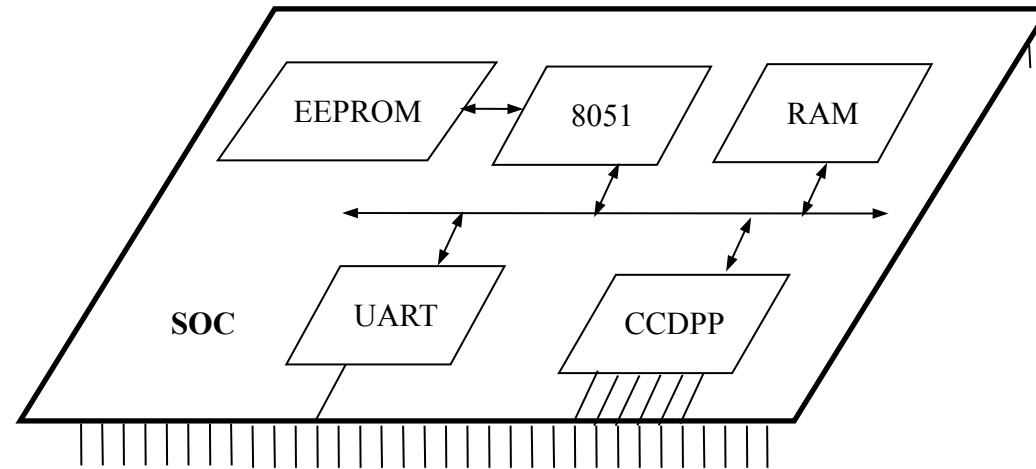 EEPROM
8051
RAM
SOC
UART
CCDPP